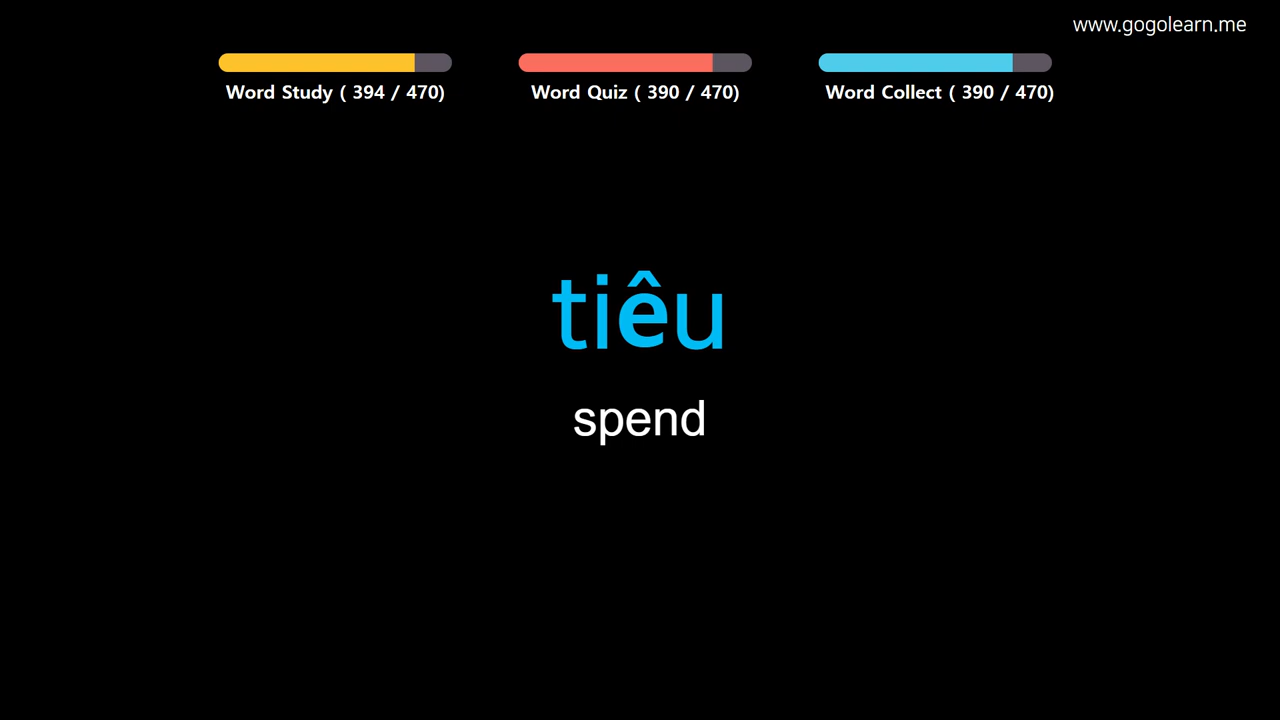 www.gogolearn.me
Word Study ( 394 / 470)
Word Quiz ( 390 / 470)
Word Collect ( 390 / 470)
tiêu
spend